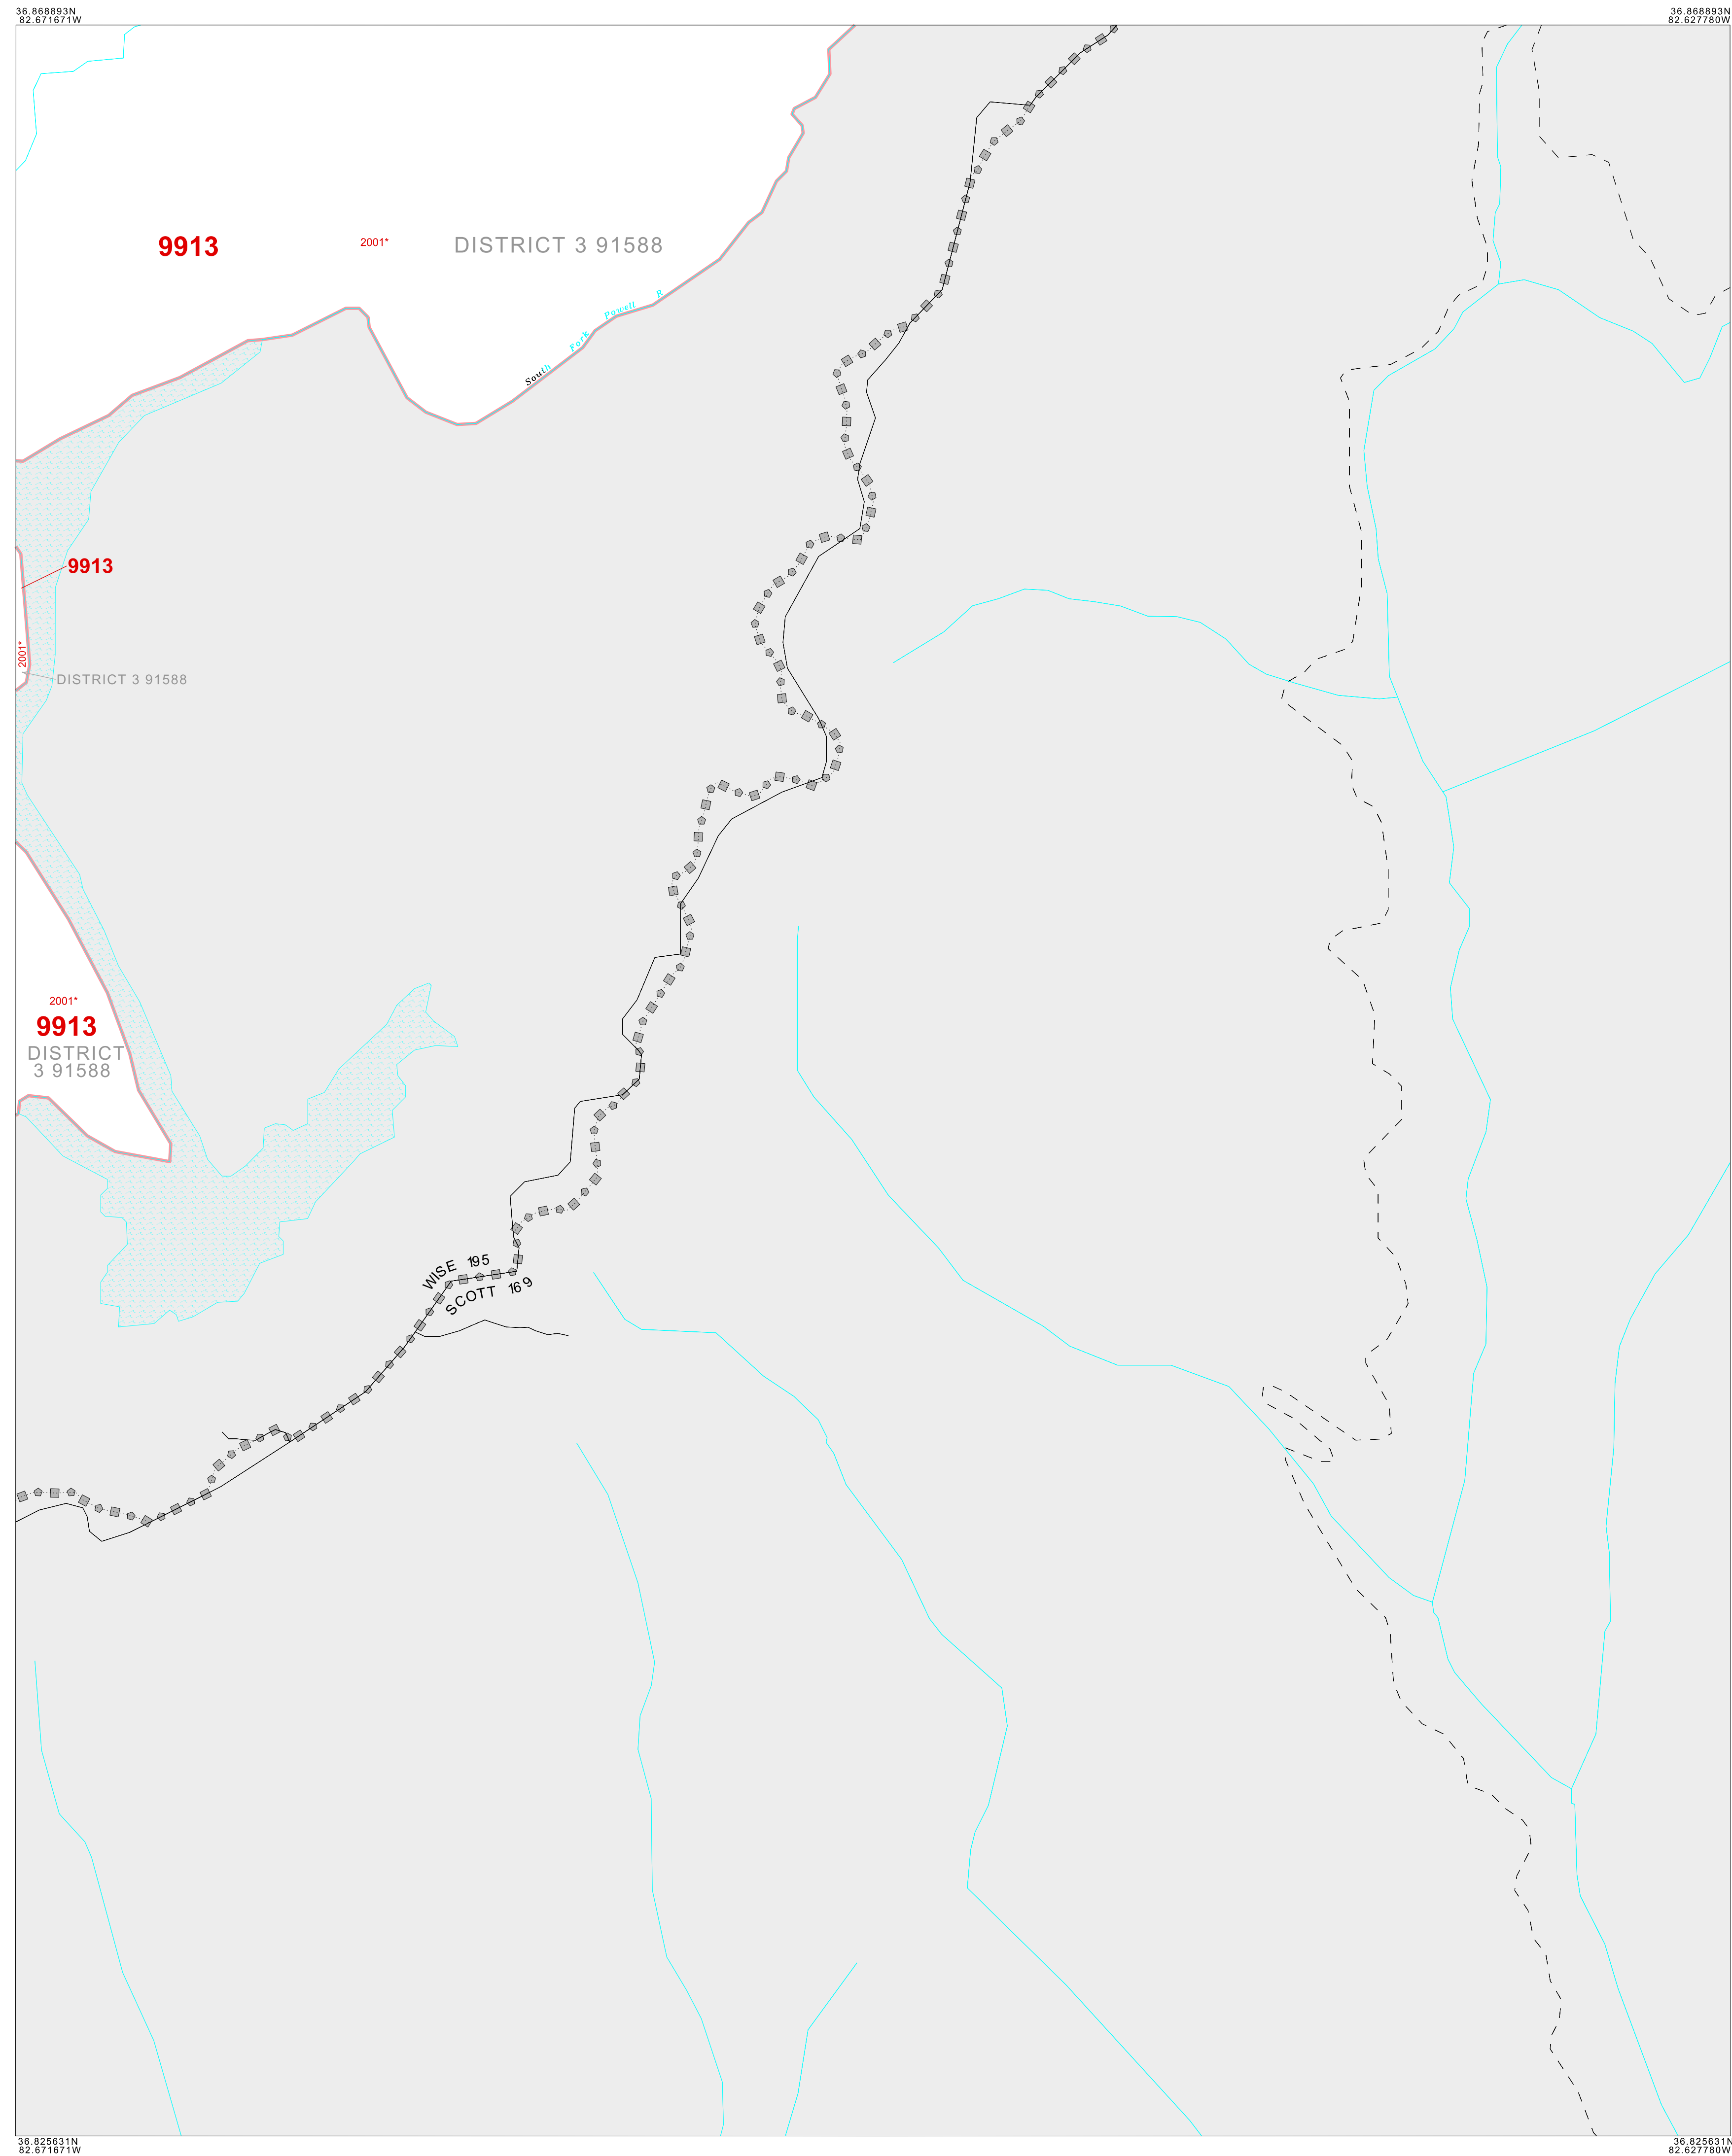 36.868893N
82.671671W
36.868893N
82.627780W
9913
2001*
DISTRICT 3 91588
South Fork Powell R
9913
2001*
DISTRICT 3 91588
2001*
9913
DISTRICT
3 91588
WISE 195
SCOTT 169
36.825631N
82.671671W
36.825631N
82.627780W